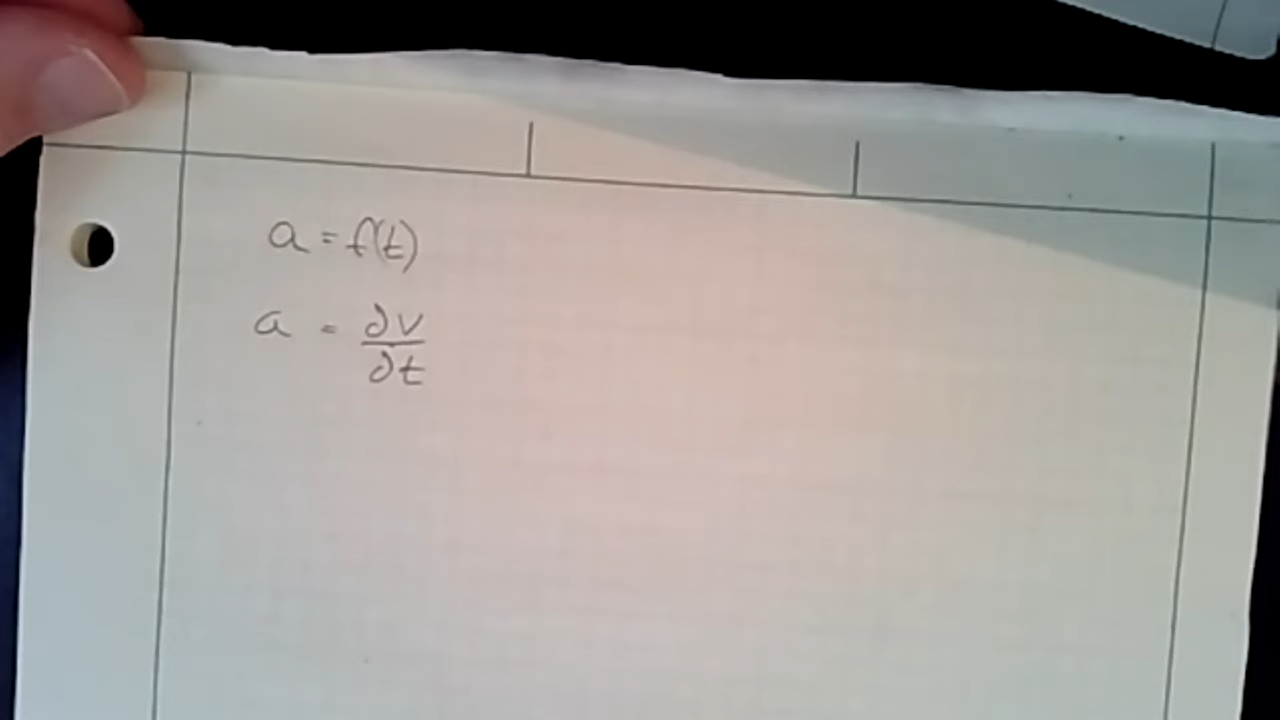 a = f(t)
a = ∂v/∂t